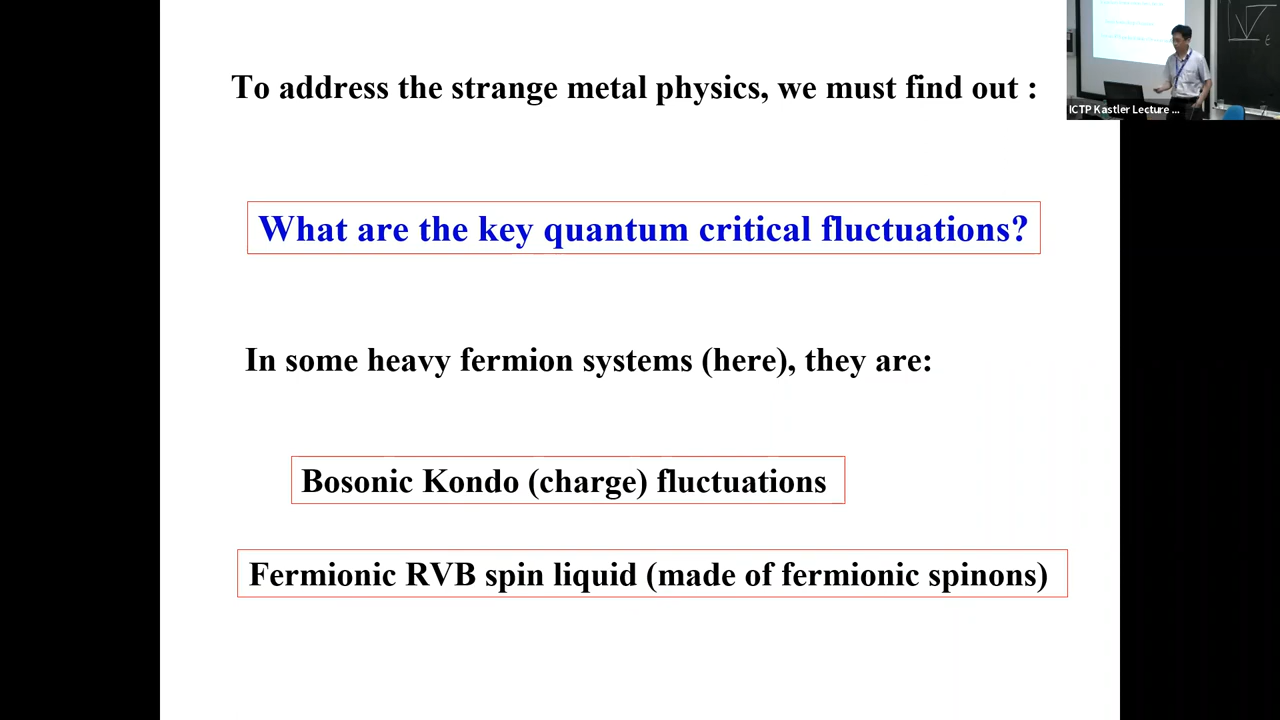 To address the strange metal physics, we must find out :
ICTP Kastler Lecture ...
What are the key quantum critical fluctuations?
In some heavy fermion systems (here), they are:
Bosonic Kondo (charge) fluctuations
Fermionic RVB spin liquid (made of fermionic spinons)